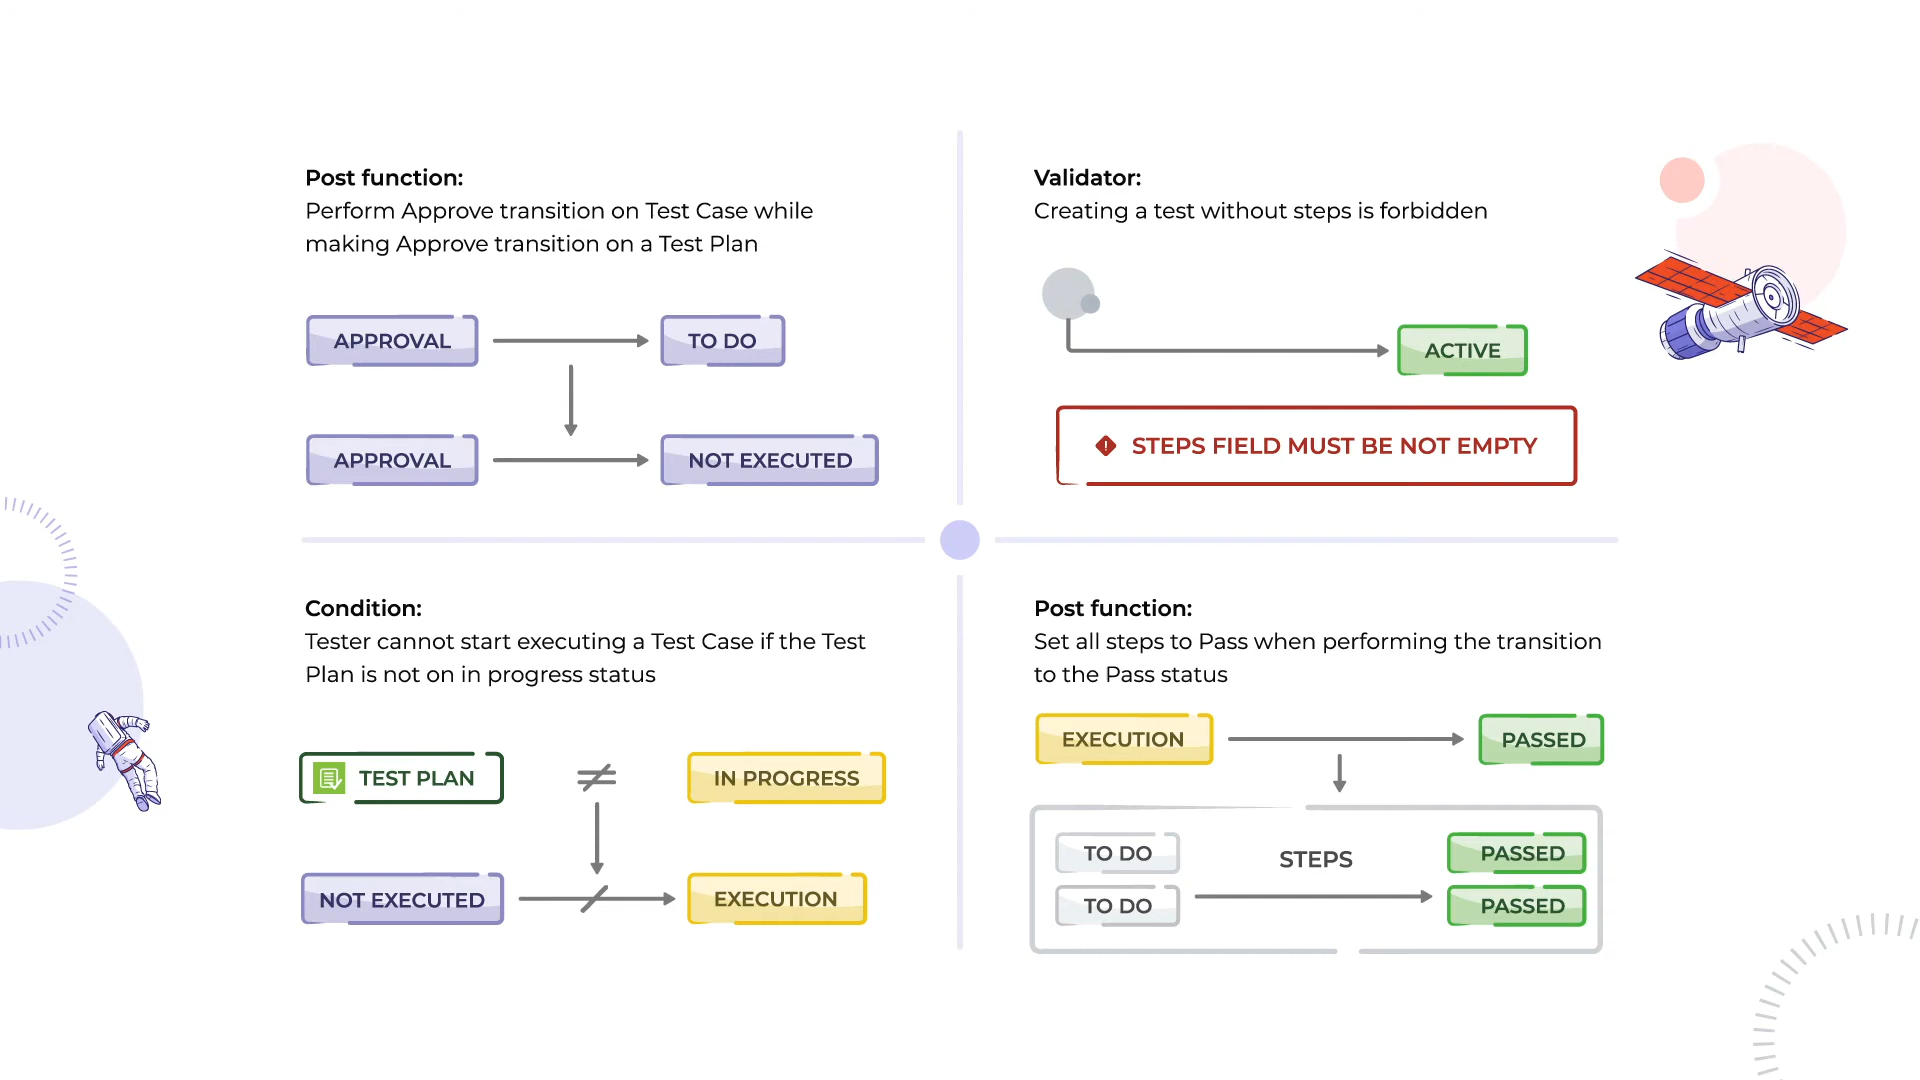 Post function:
Perform Approve transition on Test Case while
making Approve transition on a Test Plan
APPROVAL
TO DO
APPROVAL
NOT EXECUTED
Validator:
Creating a test without steps is forbidden
ACTIVE
STEPS FIELD MUST BE NOT EMPTY
Condition:
Tester cannot start executing a Test Case if the Test
Plan is not on in progress status
TEST PLAN
≠
IN PROGRESS
NOT EXECUTED
EXECUTION
Post function:
Set all steps to Pass when performing the transition
to the Pass status
EXECUTION
PASSED
TO DO
STEPS
PASSED
TO DO
PASSED